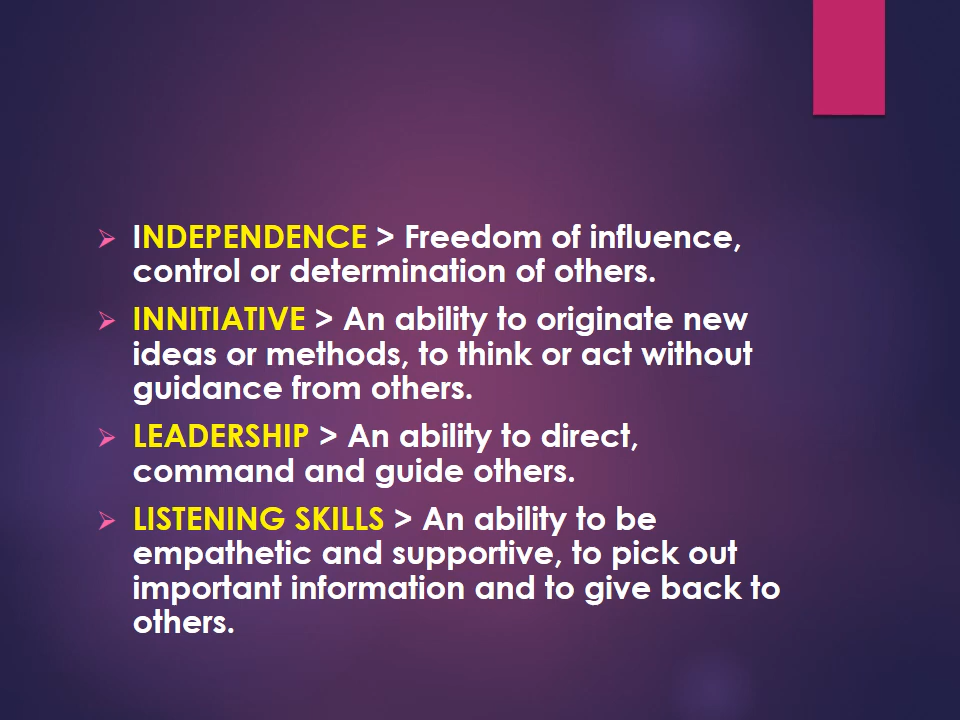 INDEPENDENCE > Freedom of influence,
control or determination of others.
INNITIATIVE > An ability to originate new
ideas or methods, to think or act without
guidance from others.
LEADERSHIP > An ability to direct,
command and guide others.
LISTENING SKILLS > An ability to be
empathetic and supportive, to pick out
important information and to give back to
others.